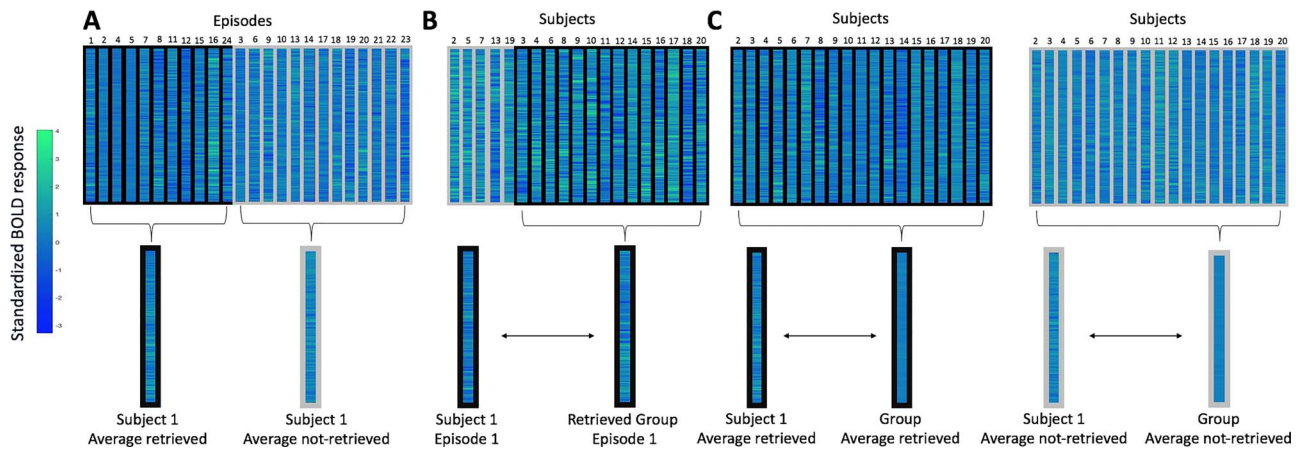 A
Episodes
1 2 4 5 7 8 11 12 15 16 24 3 6 9 10 13 14 17 18 19 20 21 22 23
B
Subjects
2 5 7 13 19 3 4 6 8 9 10 11 12 14 15 16 17 18 20
C
Subjects
2 3 4 5 6 7 8 9 10 11 12 13 14 15 16 17 18 19 20
Subjects
2 3 4 5 6 7 8 9 10 11 12 13 14 15 16 17 18 19 20
Standardized BOLD response
4
3
2
1
0
-1
-2
-3
Subject 1
Average retrieved
Subject 1
Average not-retrieved
Subject 1
Episode 1
Retrieved Group
Episode 1
Subject 1
Average retrieved
Group
Average retrieved
Subject 1
Average not-retrieved
Group
Average not-retrieved